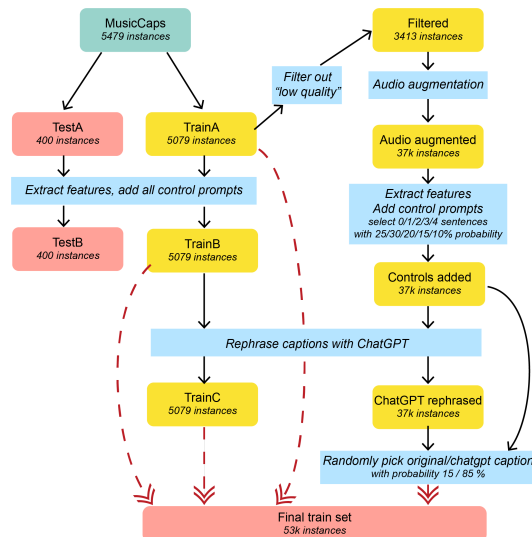 MusicCaps
5479 instances
Filtered
3413 instances
Filter out
“low quality”
Audio augmentation
TestA
400 instances
TrainA
5079 instances
Audio augmented
37k instances
Extract features, add all control prompts
Extract features
Add control prompts
select 0/1/2/3/4 sentences
with 25/30/20/15/10% probability
TestB
400 instances
TrainB
5079 instances
Controls added
37k instances
Rephrase captions with ChatGPT
TrainC
5079 instances
ChatGPT rephrased
37k instances
Randomly pick original/chatgpt caption
with probability 15 / 85 %
Final train set
53k instances